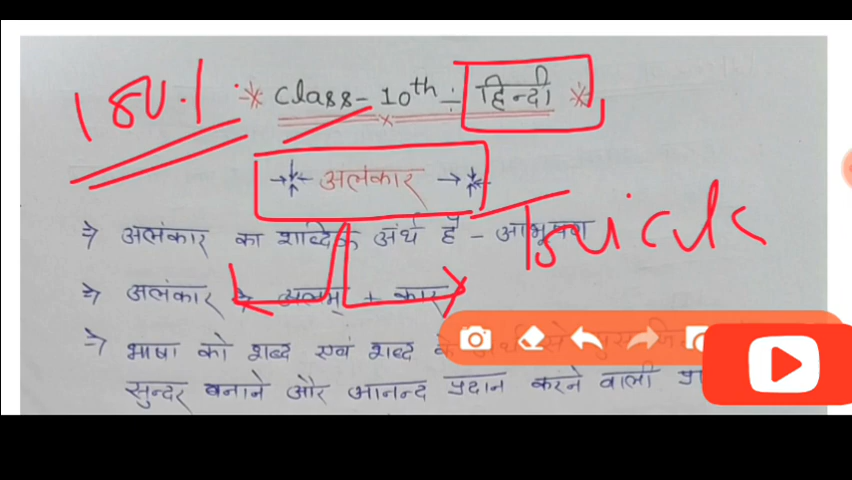 180.1
Class - 10th ÷ हिन्दी
अलंकार
⇒ अलंकार का शाब्दिक अर्थ है - आभूषण
⇒ अलंकार ⇒ अलम् + कार
⇒ भाषा को शब्द एवं शब्द के
सुन्दर बनाने और आनन्द प्रदान करने वाली